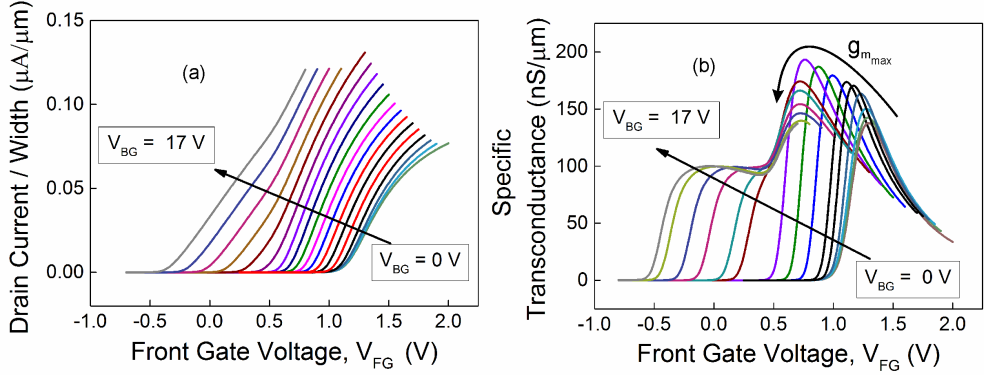 0.15
0.10
0.05
0.00
-1.0 -0.5 0.0 0.5 1.0 1.5 2.0
Drain Current / Width (μA/μm)
Front Gate Voltage, V_FG (V)
(a)
V_BG = 17 V
V_BG = 0 V
200
150
100
50
0
-1.0 -0.5 0.0 0.5 1.0 1.5 2.0
Specific
Transconductance (nS/μm)
Front Gate Voltage, V_FG (V)
(b)
g_m_max
V_BG = 17 V
V_BG = 0 V